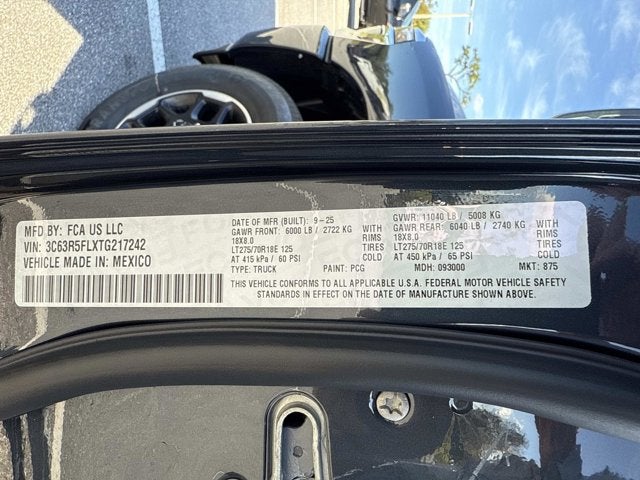 MFD BY: FCA US LLC
VIN: 3C63R5FLXTG217242
VEHICLE MADE IN: MEXICO
DATE OF MFR (BUILT): 9-25
GAWR FRONT: 6000 LB / 2722 KG WITH
18X8.0 RIMS
LT275/70R18E 125 TIRES
AT 415 kPa / 60 PSI COLD
TYPE: TRUCK PAINT: PCG
GVWR: 11040 LB / 5008 KG
GAWR REAR: 6040 LB / 2740 KG WITH
18X8.0 RIMS
LT275/70R18E 125 TIRES
AT 450 kPa / 65 PSI COLD
MDH: 093000 MKT: 875
THIS VEHICLE CONFORMS TO ALL APPLICABLE U.S.A. FEDERAL MOTOR VEHICLE SAFETY
STANDARDS IN EFFECT ON THE DATE OF MANUFACTURE SHOWN ABOVE.